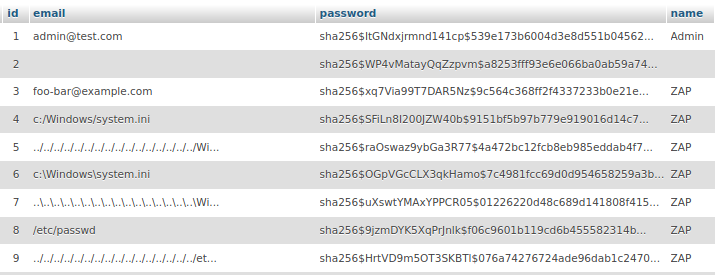 id email password name
1 admin@test.com sha256$ltGNdxjrmnd141cp$539e173b6004d3e8d551b04562... Admin
2 sha256$WP4vMatayQqZzpvm$a8253fff93e6e066ba0ab59a74...
3 foo-bar@example.com sha256$xq7Via99T7DAR5Nz$9c564c368ff2f4337233b0e21e... ZAP
4 c:/Windows/system.ini sha256$SFiLn8I200JZW40b$9151bf5b97b779e919016d14c7... ZAP
5 ../../../../../../../../../../../../../../../../Wi... sha256$raOswaz9ybGa3R77$4a472bc12fcb8eb985eddab4f7... ZAP
6 c:\Windows\system.ini sha256$OGpVGcCLX3qkHamo$7c4981fcc69d0d954658259a3b... ZAP
7 ..\..\..\..\..\..\..\..\..\..\..\..\..\..\..\..\Wi... sha256$uXswtYMAxYPPCR05$01226220d48c689d141808f415... ZAP
8 /etc/passwd sha256$9jzmDYK5XqPrJnlk$f06c9601b119cd6b455582314b... ZAP
9 ../../../../../../../../../../../../../../../../et... sha256$HrtVD9m5OT3SKBTl$076a74276724ade96dab1c2470... ZAP